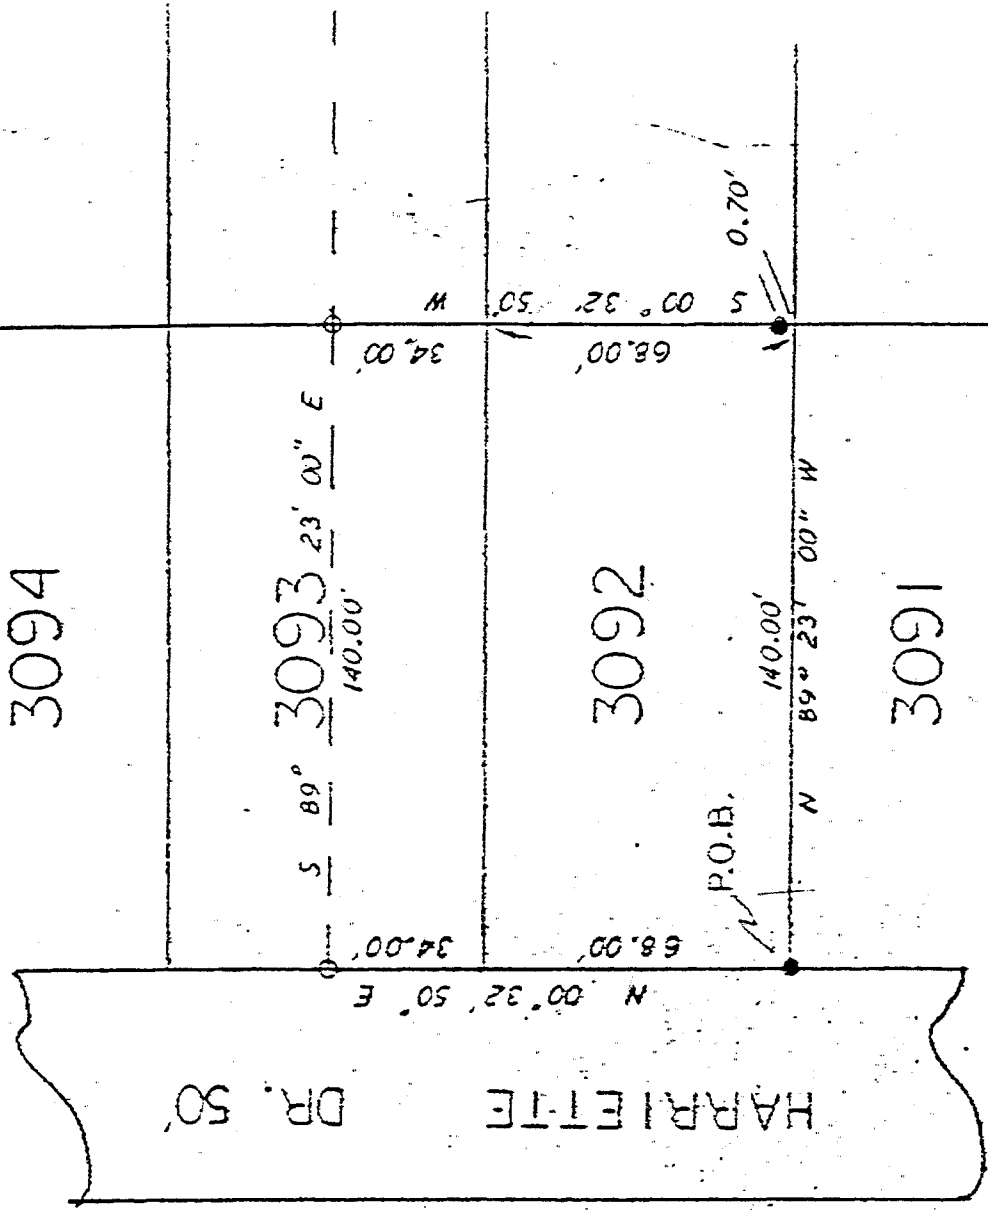 3094
S 89° 23' 00" E
3093
140.00'
34.00'
34.00'
S 00° 32' 50" W
0.70'
68.00'
68.00'
3092
P.O.B.
140.00'
N 89° 23' 00" W
3091
N 00° 32' 50" E
HARRIETTE DR. 50'